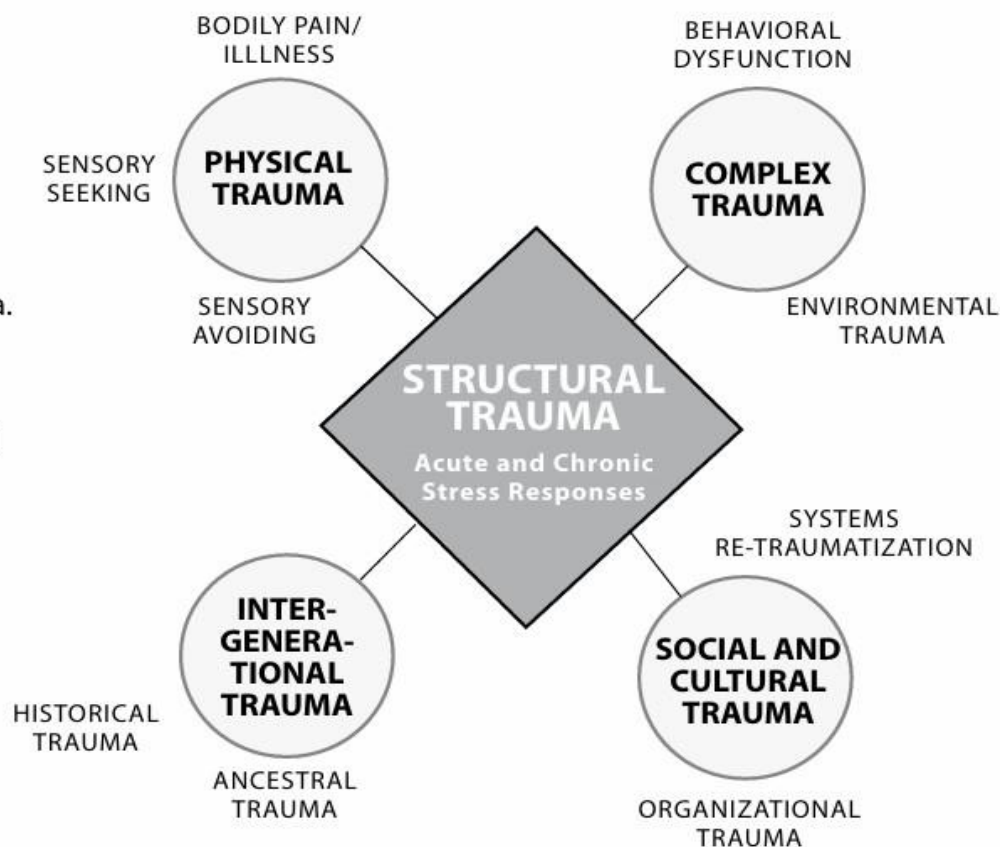 BODILY PAIN/
ILLLNESS
SENSORY
SEEKING
PHYSICAL
TRAUMA
SENSORY
AVOIDING
BEHAVIORAL
DYSFUNCTION
COMPLEX
TRAUMA
ENVIRONMENTAL
TRAUMA
a.
STRUCTURAL
TRAUMA
Acute and Chronic
Stress Responses
INTER-
GENERA-
TIONAL
TRAUMA
HISTORICAL
TRAUMA
ANCESTRAL
TRAUMA
SYSTEMS
RE-TRAUMATIZATION
SOCIAL AND
CULTURAL
TRAUMA
ORGANIZATIONAL
TRAUMA